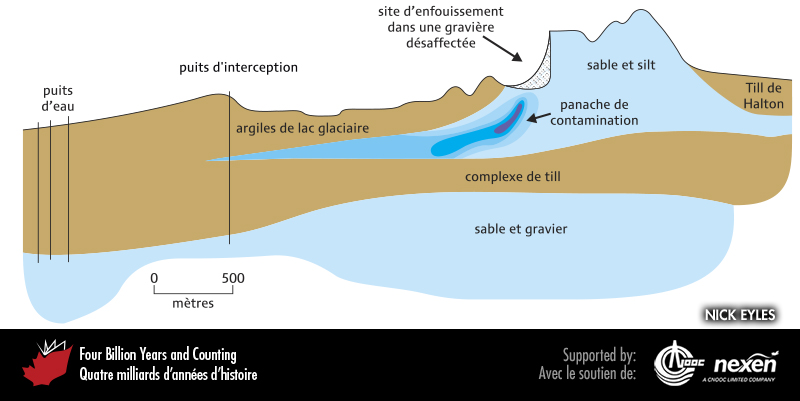 site d'enfouissement
dans une gravière
désaffectée
puits d'interception
puits
d'eau
sable et silt
Till de
Halton
panache de
contamination
argiles de lac glaciaire
complexe de till
sable et gravier
0 500
mètres
NICK EYLES
Four Billion Years and Counting
Quatre milliards d'années d'histoire
Supported by:
Avec le soutien de:
CNOOC
nexen
A CNOOC LIMITED COMPANY